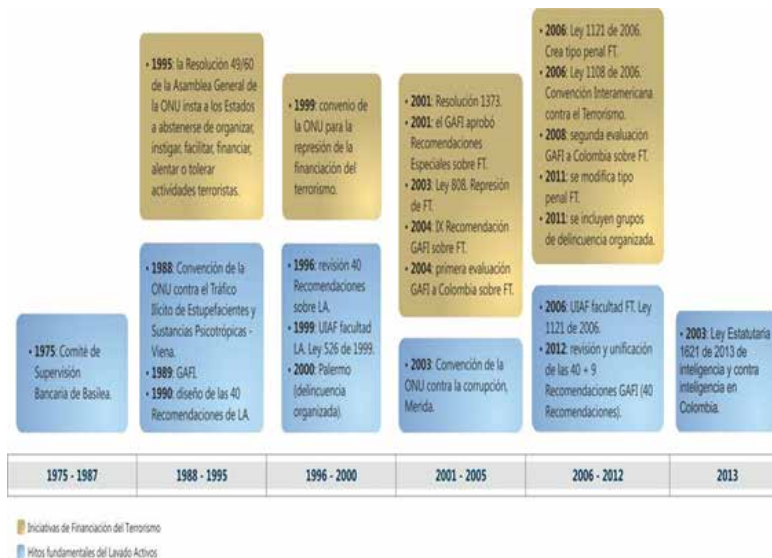 • 1995: la Resolución 49/60
de la Asamblea General de
la ONU insta a los Estados
a abstenerse de organizar,
instigar, facilitar, financiar,
alentar o tolerar
actividades terroristas.
• 1999: convenio de
la ONU para la
represión de la
financiación del
terrorismo.
• 2001: Resolución 1373.
• 2001: el GAFI aprobó
Recomendaciones
Especiales sobre FT.
• 2003: Ley 808. Represión
de FT.
• 2004: IX Recomendación
GAFI sobre FT.
• 2004: primera evaluación
GAFI a Colombia sobre FT.
• 2006: Ley 1121 de 2006.
Crea tipo penal FT.
• 2006: Ley 1108 de 2006.
Convención Interamericana
contra el Terrorismo.
• 2008: segunda evaluación
GAFI a Colombia sobre FT.
• 2011: se modifica tipo
penal FT.
• 2011: se incluyen grupos
de delincuencia organizada.
• 1975: Comité de
Supervisión
Bancaria de Basilea.
• 1988: Convención de la
ONU contra el Tráfico
Ilícito de Estupefacientes y
Sustancias Psicotrópicas -
Viena.
• 1989: GAFI.
• 1990: diseño de las 40
Recomendaciones de LA.
• 1996: revisión 40
Recomendaciones
sobre LA.
• 1999: UIAF facultad
LA. Ley 526 de 1999.
• 2000: Palermo
(delincuencia
organizada).
• 2003: Convención de la
ONU contra la corrupción,
Merida.
• 2006: UIAF facultad FT. Ley
1121 de 2006.
• 2012: revisión y unificación
de las 40 + 9
Recomendaciones GAFI (40
Recomendaciones).
• 2003: Ley Estatutaria
1621 de 2013 de
inteligencia y contra
inteligencia en
Colombia.
1975 - 1987
1988 - 1995
1996 - 2000
2001 - 2005
2006 - 2012
2013
Iniciativas de Financiación del Terrorismo
Hitos fundamentales del Lavado Activos